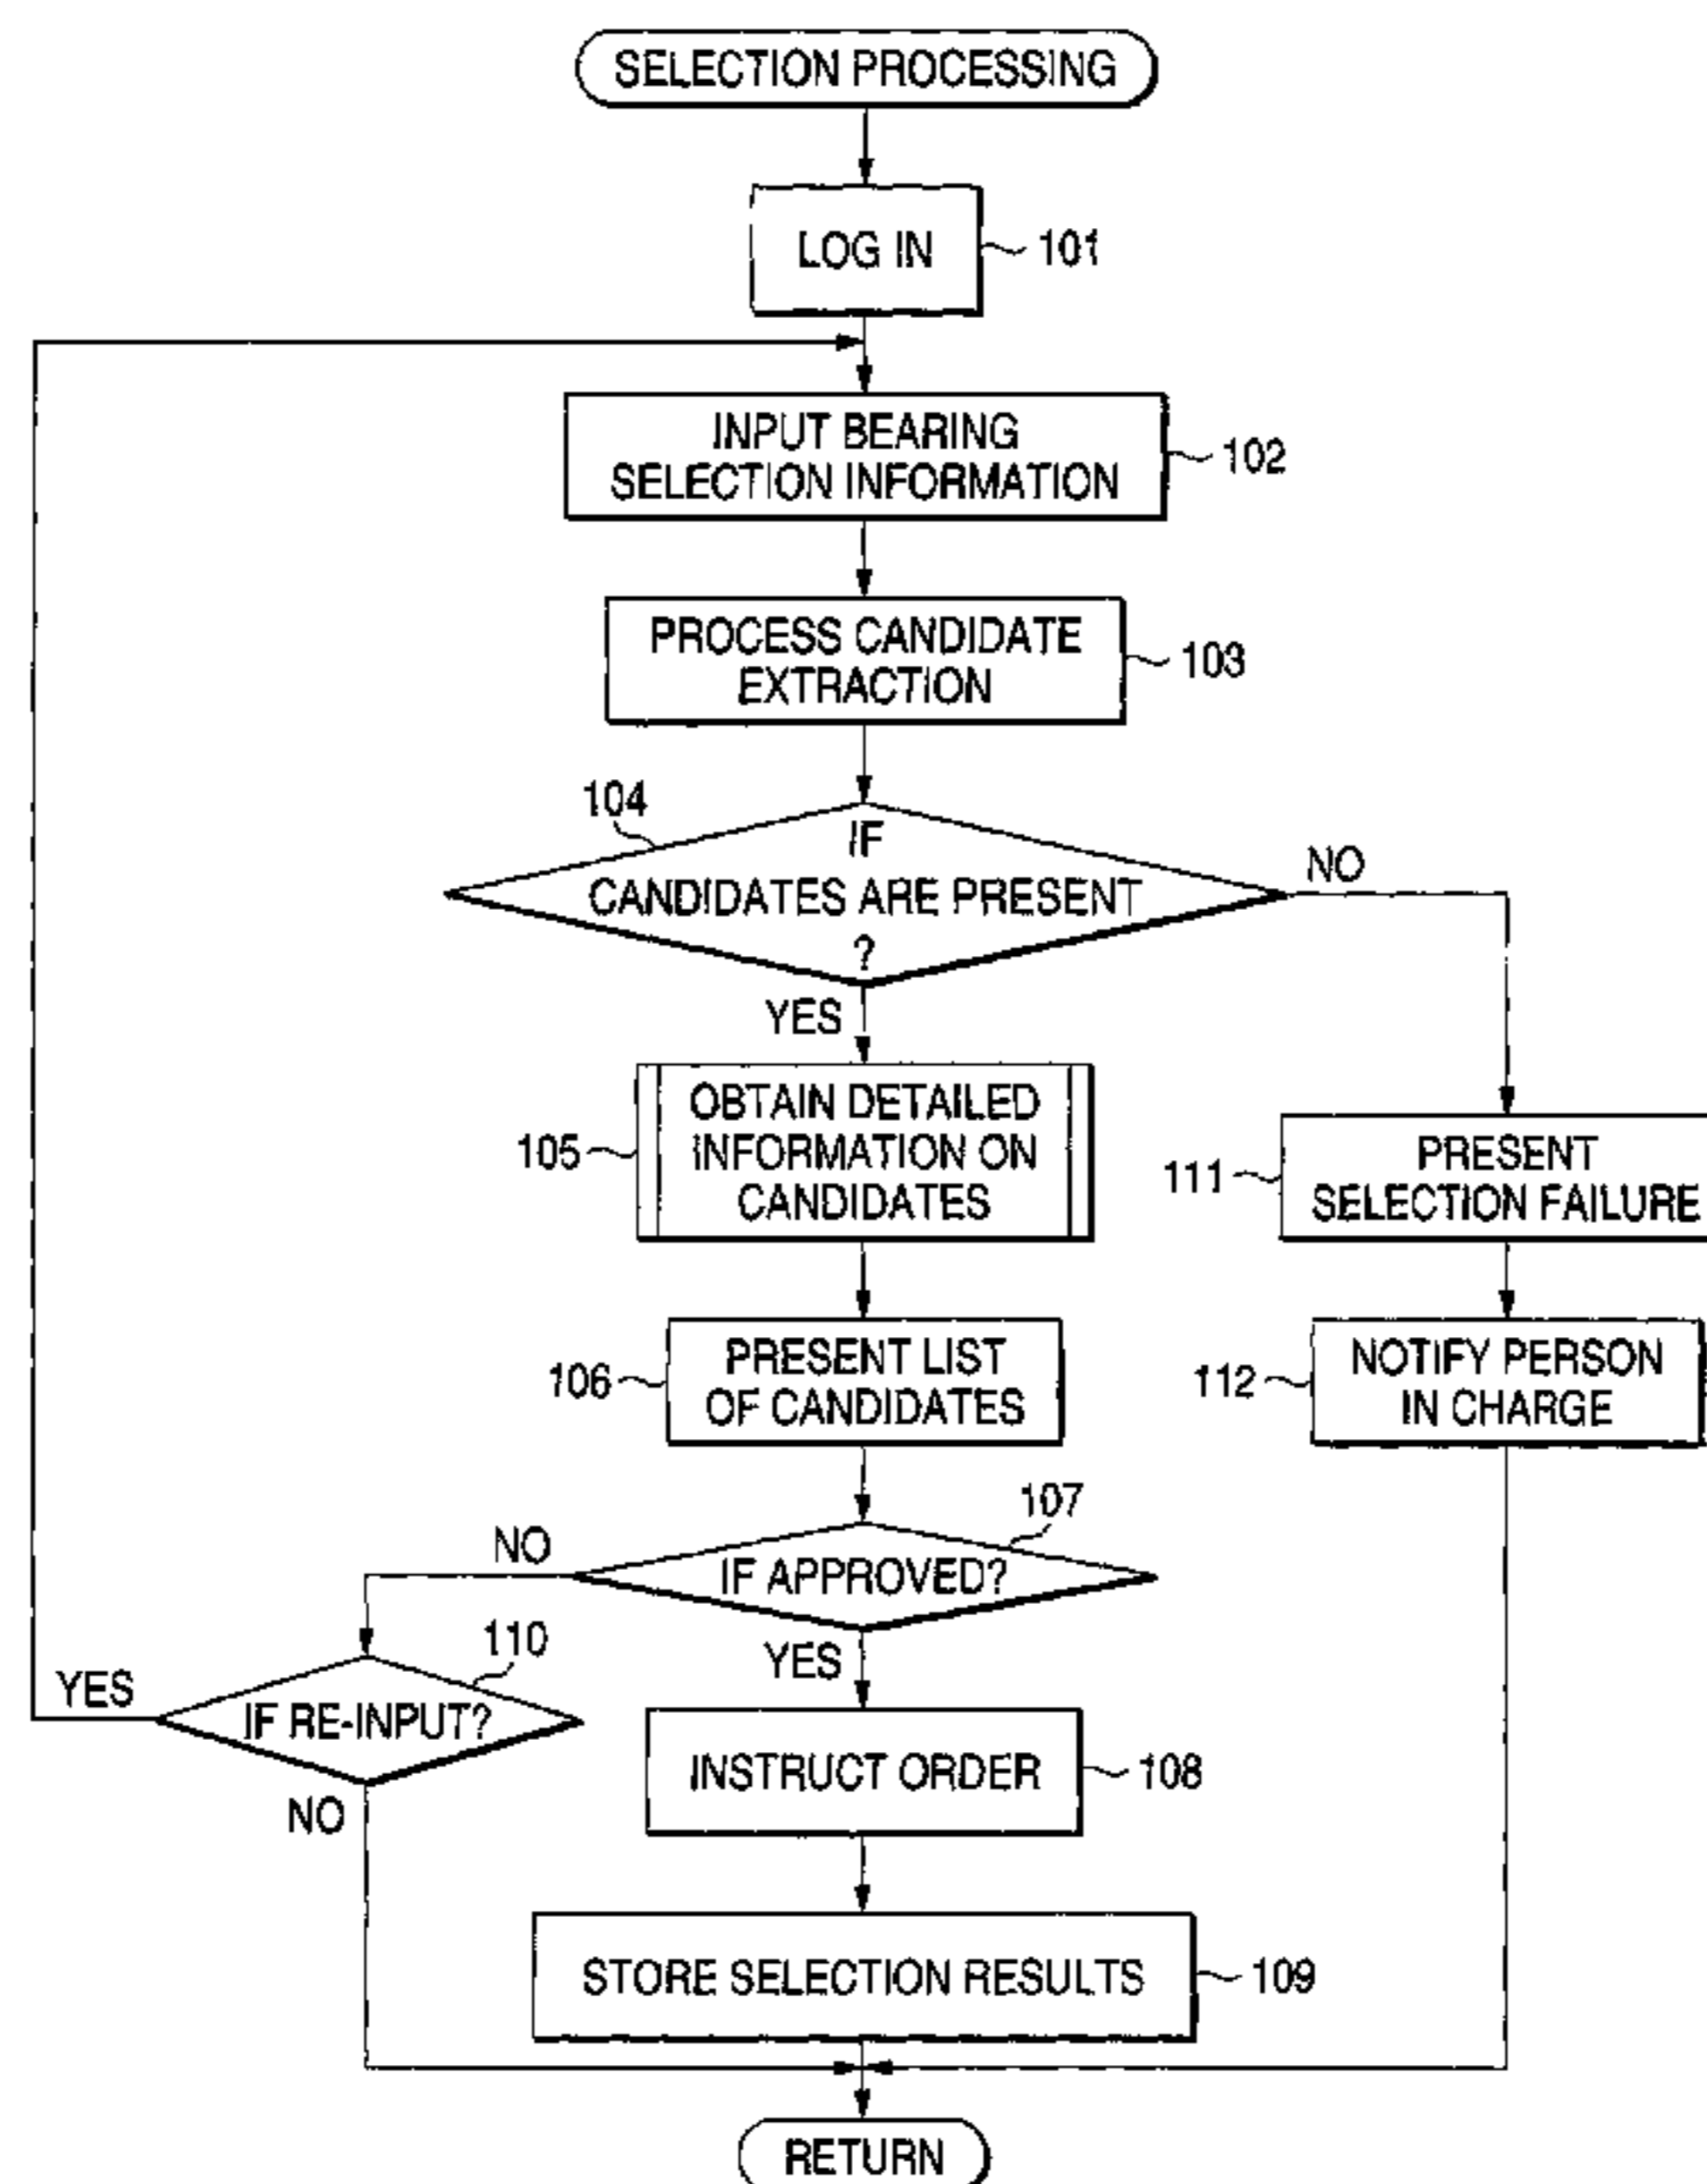 SELECTION PROCESSING
LOG IN
101
INPUT BEARING
SELECTION INFORMATION
102
PROCESS CANDIDATE
EXTRACTION
103
104
IF
CANDIDATES ARE PRESENT
?
NO
YES
OBTAIN DETAILED
INFORMATION ON
CANDIDATES
105
111
PRESENT
SELECTION FAILURE
106
PRESENT LIST
OF CANDIDATES
112
NOTIFY PERSON
IN CHARGE
107
NO
IF APPROVED?
110
YES
YES
IF RE-INPUT?
NO
INSTRUCT ORDER
108
STORE SELECTION RESULTS
109
RETURN